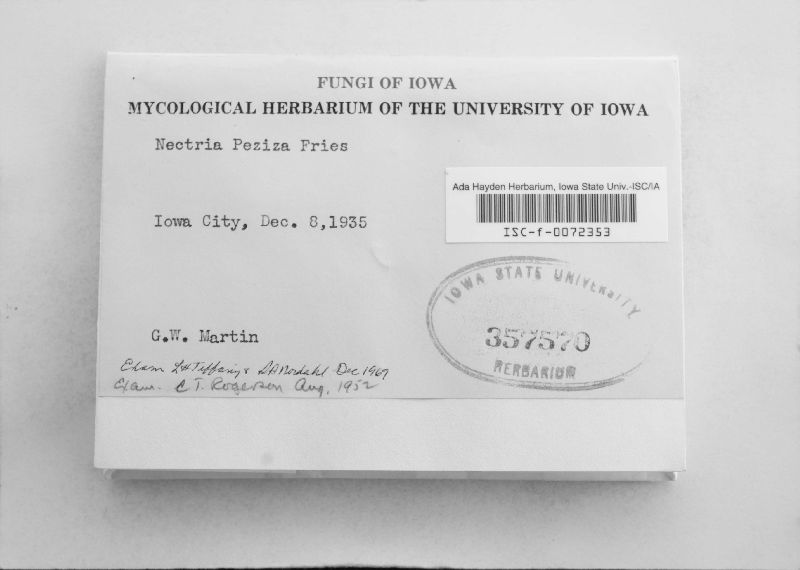 FUNGI OF IOWA
MYCOLOGICAL HERBARIUM OF THE UNIVERSITY OF IOWA
Nectria Peziza Fries
Ada Hayden Herbarium, Iowa State Univ.-ISC/IA
ISC-f-0072353
Iowa City, Dec. 8,1935
IOWA STATE UNIVERSITY
357570
HERBARIUM
G.W. Martin
Exam LH Tiffany & DANordahl Dec 1967
Exam. C T. Rogerson Aug, 1952